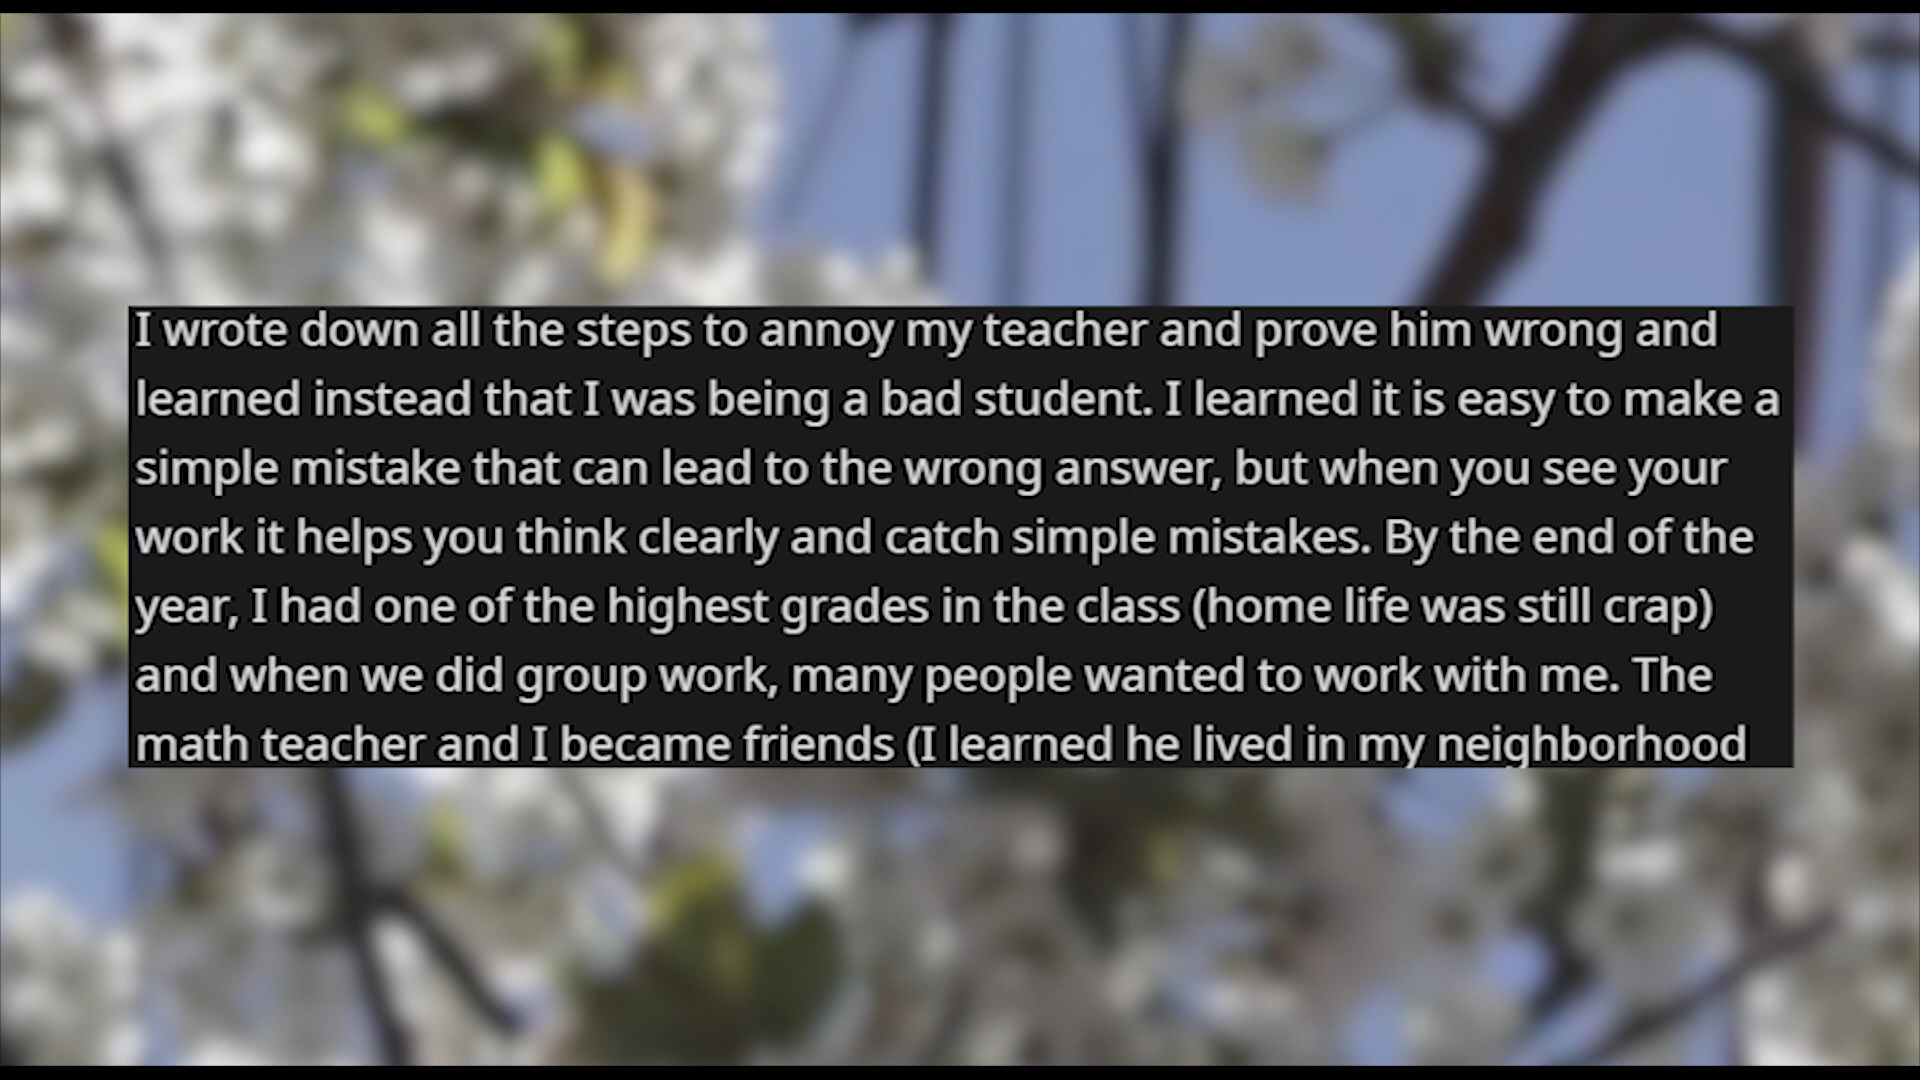 I wrote down all the steps to annoy my teacher and prove him wrong and
learned instead that I was being a bad student. I learned it is easy to make a
simple mistake that can lead to the wrong answer, but when you see your
work it helps you think clearly and catch simple mistakes. By the end of the
year, I had one of the highest grades in the class (home life was still crap)
and when we did group work, many people wanted to work with me. The
math teacher and I became friends (I learned he lived in my neighborhood